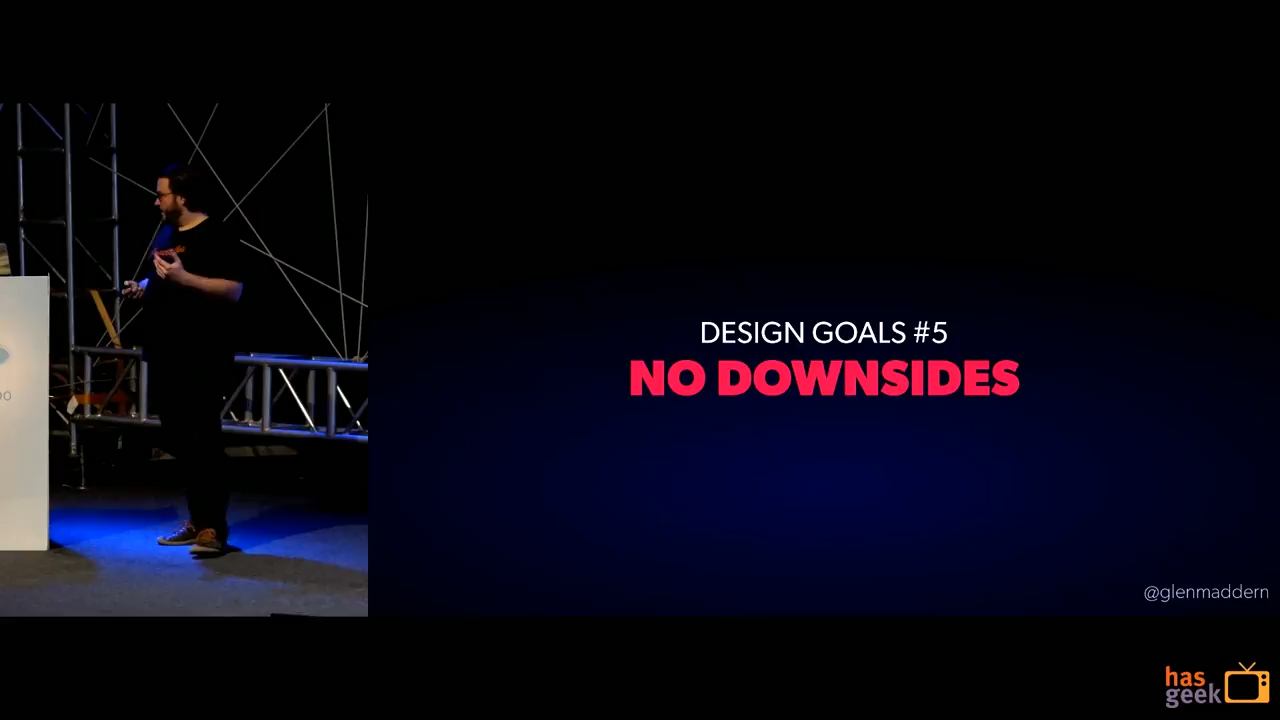 DESIGN GOALS #5
NO DOWNSIDES
@glenmaddern
has
geek